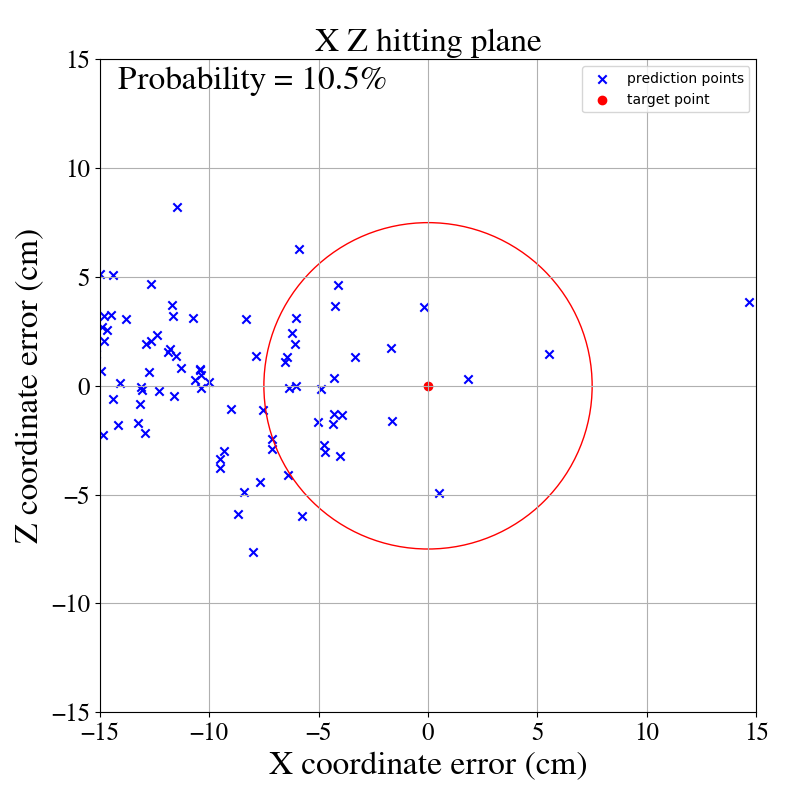 X Z hitting plane
Probability = 10.5%
prediction points
target point
15
10
5
0
−5
−10
−15
Z coordinate error (cm)
−15 −10 −5 0 5 10 15
X coordinate error (cm)